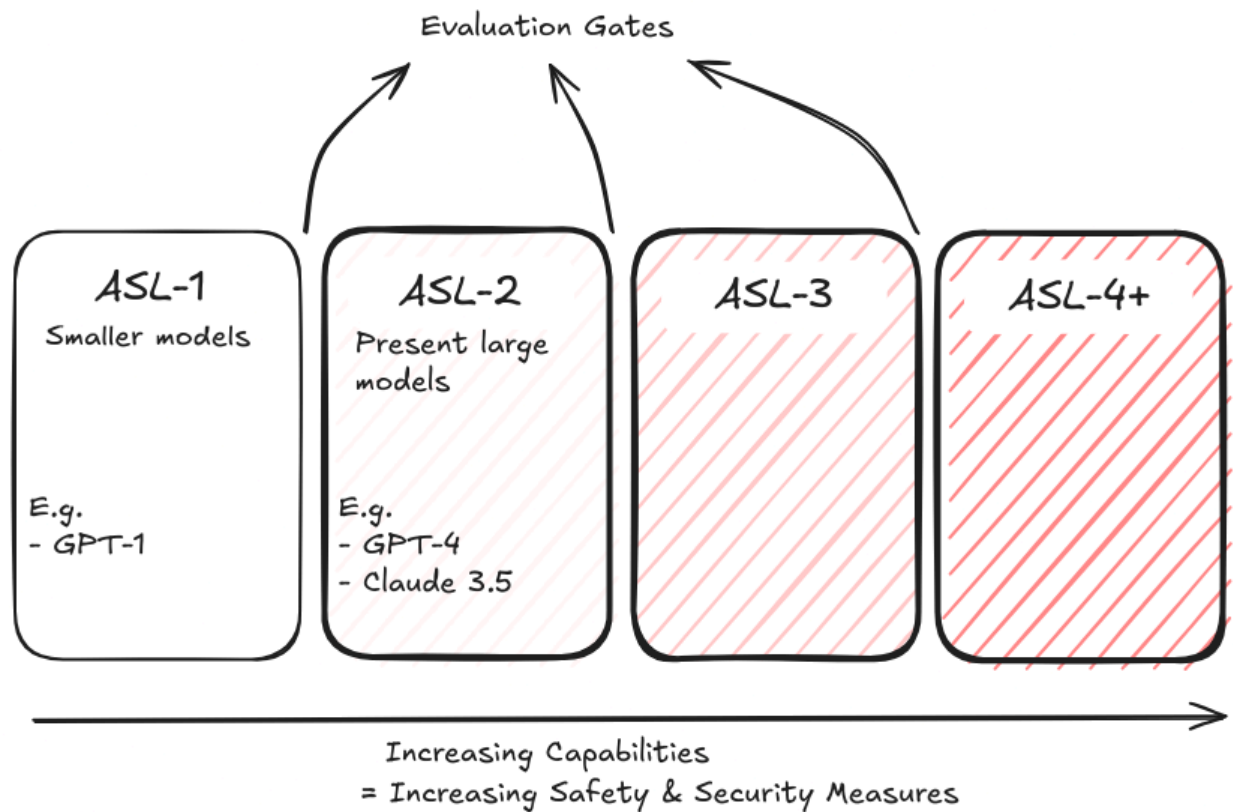 Evaluation Gates
ASL-1
Smaller models
E.g.
- GPT-1
ASL-2
Present large
models
E.g.
- GPT-4
- Claude 3.5
ASL-3
ASL-4+
Increasing Capabilities
= Increasing Safety & Security Measures